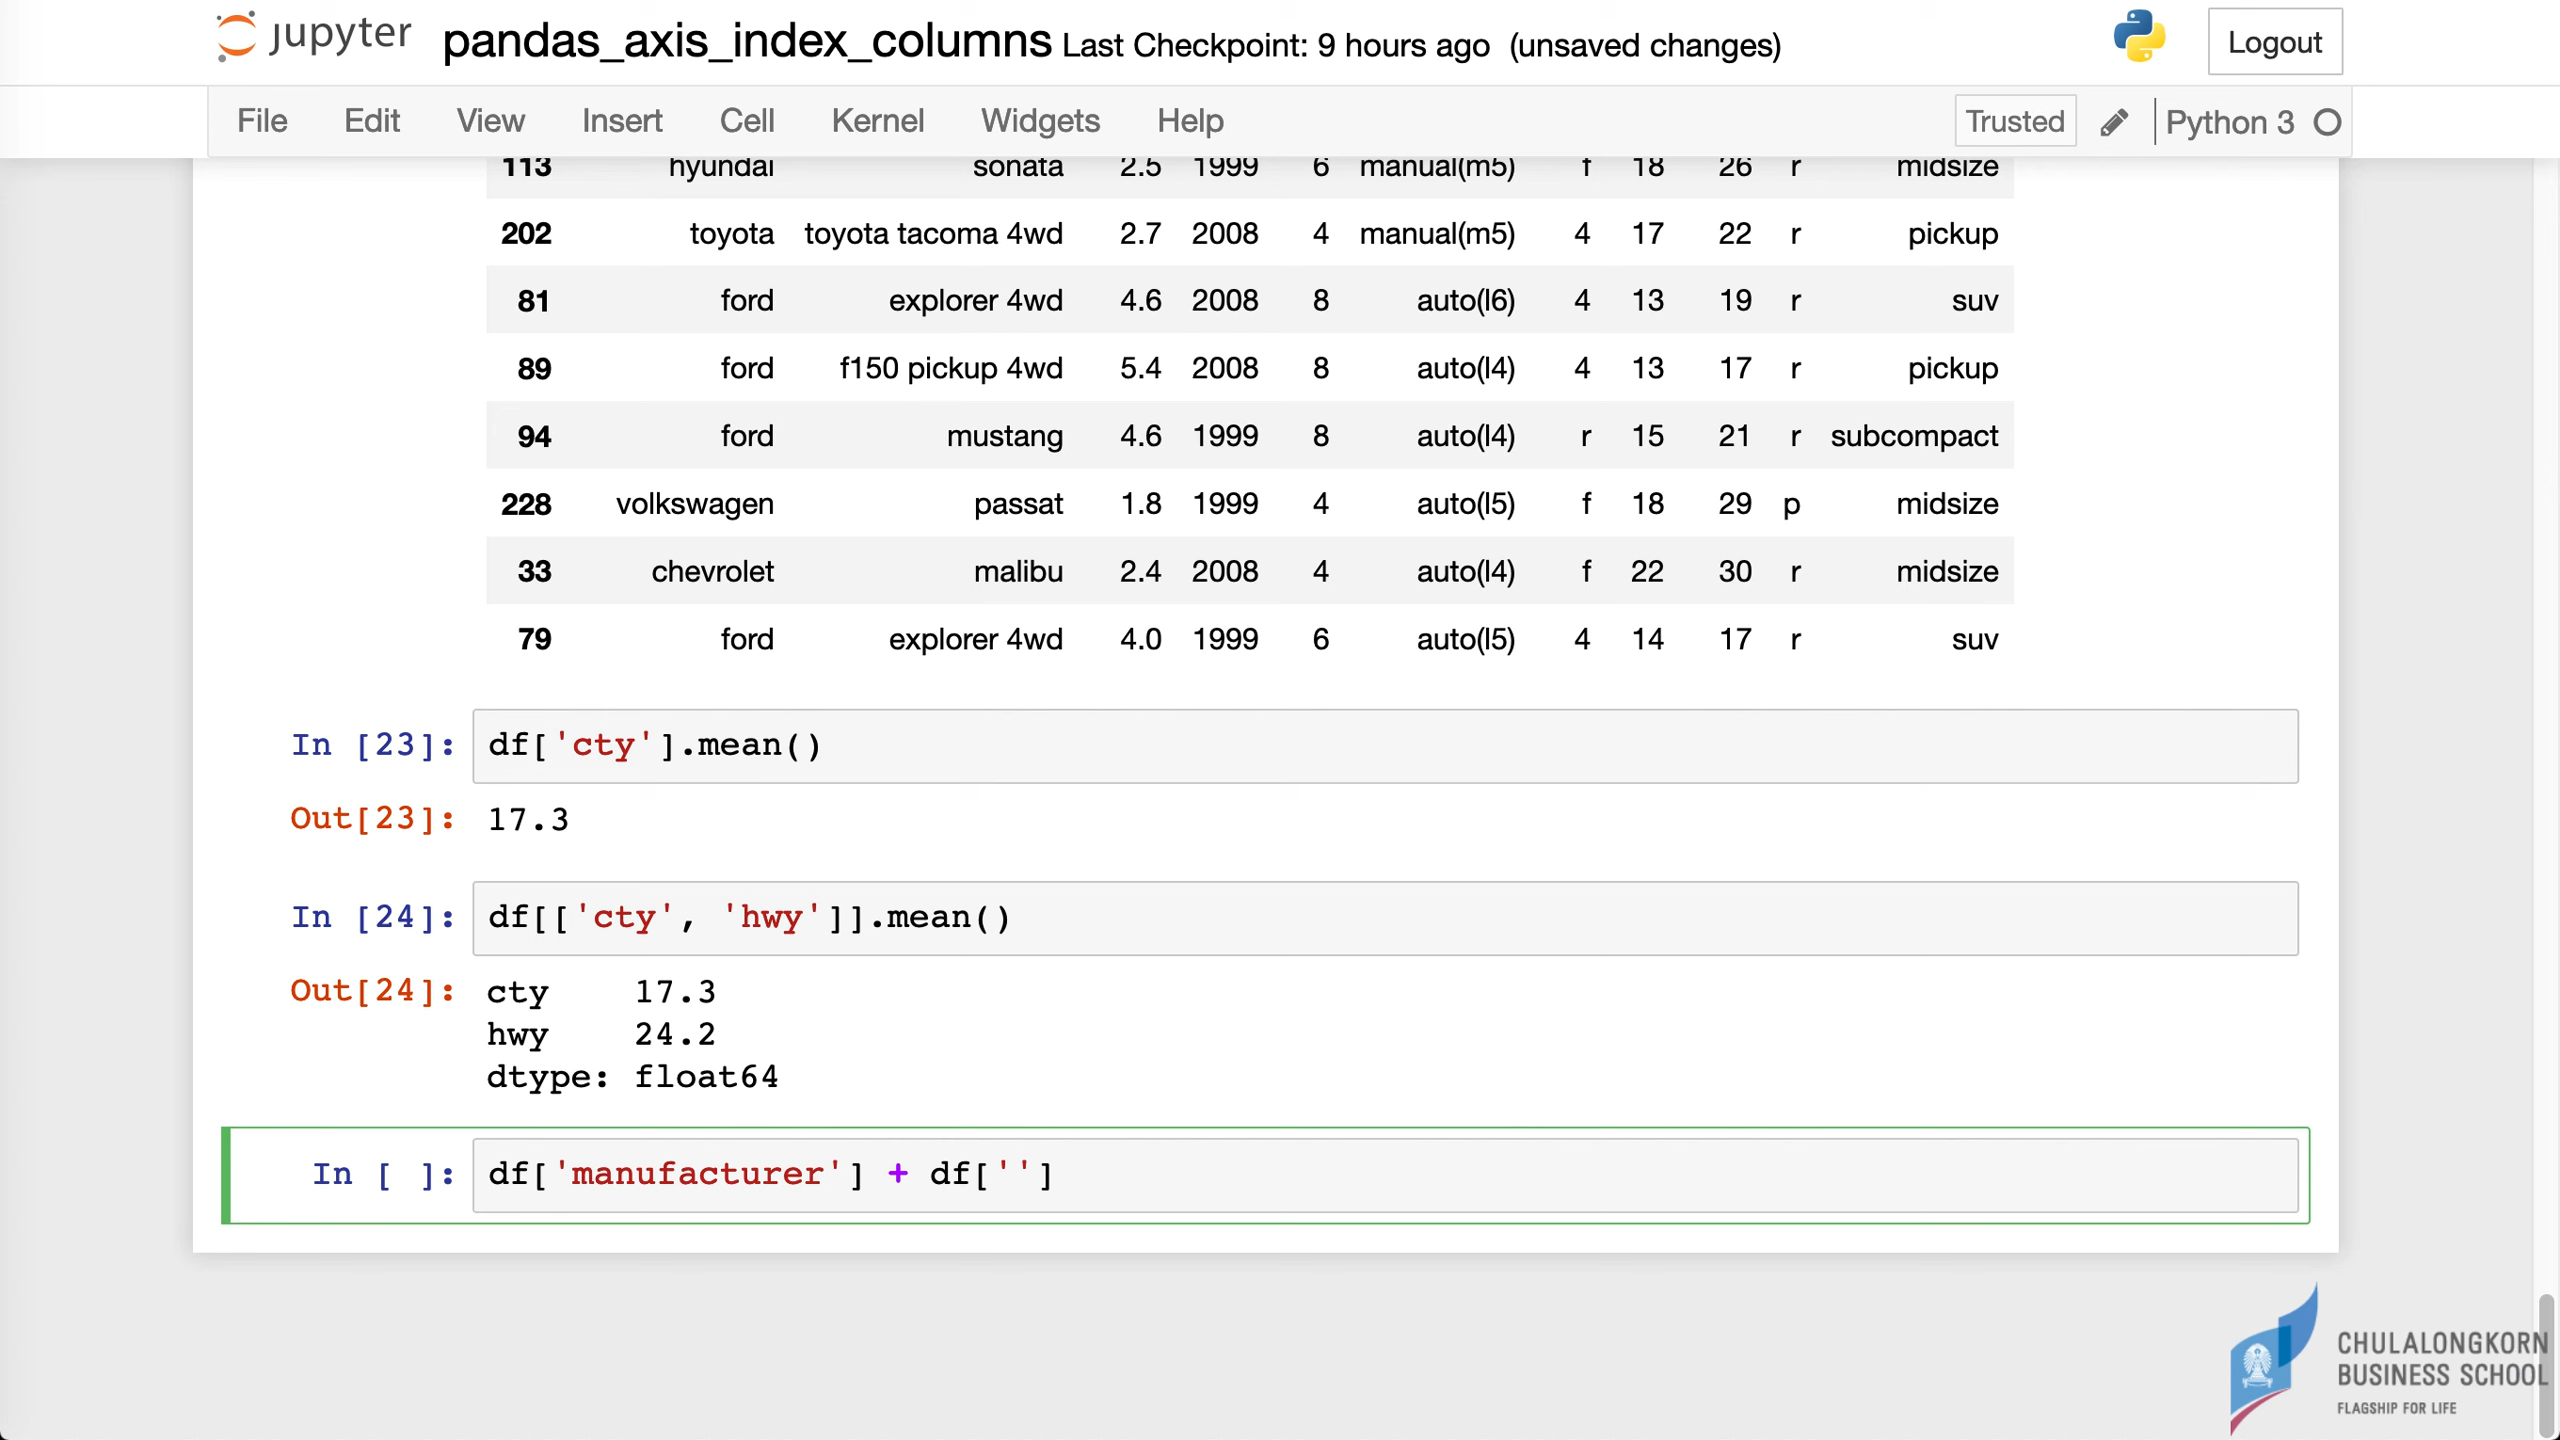 jupyter pandas_axis_index_columns Last Checkpoint: 9 hours ago (unsaved changes) Logout
File Edit View Insert Cell Kernel Widgets Help Trusted Python 3
113 hyundai sonata 2.5 1999 6 manual(m5) f 18 26 r midsize
202 toyota toyota tacoma 4wd 2.7 2008 4 manual(m5) 4 17 22 r pickup
81 ford explorer 4wd 4.6 2008 8 auto(l6) 4 13 19 r suv
89 ford f150 pickup 4wd 5.4 2008 8 auto(l4) 4 13 17 r pickup
94 ford mustang 4.6 1999 8 auto(l4) r 15 21 r subcompact
228 volkswagen passat 1.8 1999 4 auto(l5) f 18 29 p midsize
33 chevrolet malibu 2.4 2008 4 auto(l4) f 22 30 r midsize
79 ford explorer 4wd 4.0 1999 6 auto(l5) 4 14 17 r suv
In [23]: df['cty'].mean()
Out[23]: 17.3
In [24]: df[['cty', 'hwy']].mean()
Out[24]: cty 17.3
hwy 24.2
dtype: float64
In [ ]: df['manufacturer'] + df['']
CHULALONGKORN
BUSINESS SCHOOL
FLAGSHIP FOR LIFE